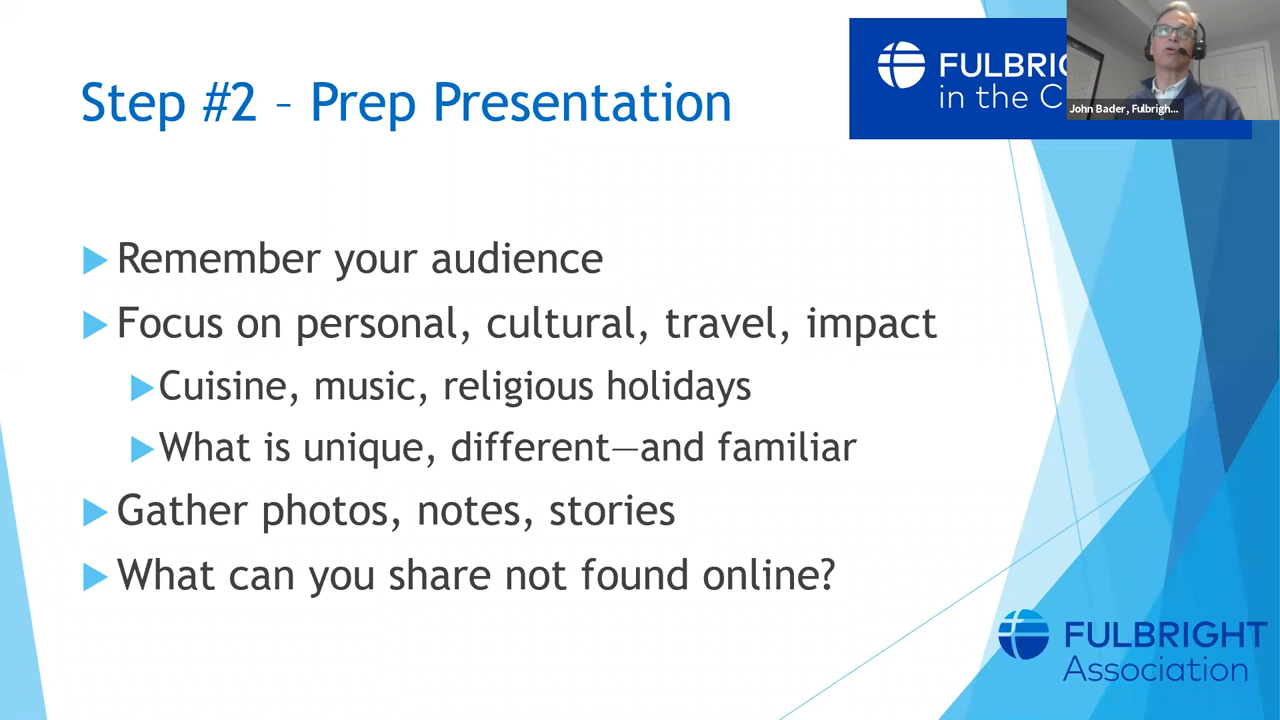 Step #2 – Prep Presentation
FULBRIG
in the C
John Bader, Fulbrigh...
Remember your audience
Focus on personal, cultural, travel, impact
Cuisine, music, religious holidays
What is unique, different—and familiar
Gather photos, notes, stories
What can you share not found online?
FULBRIGHT
Association